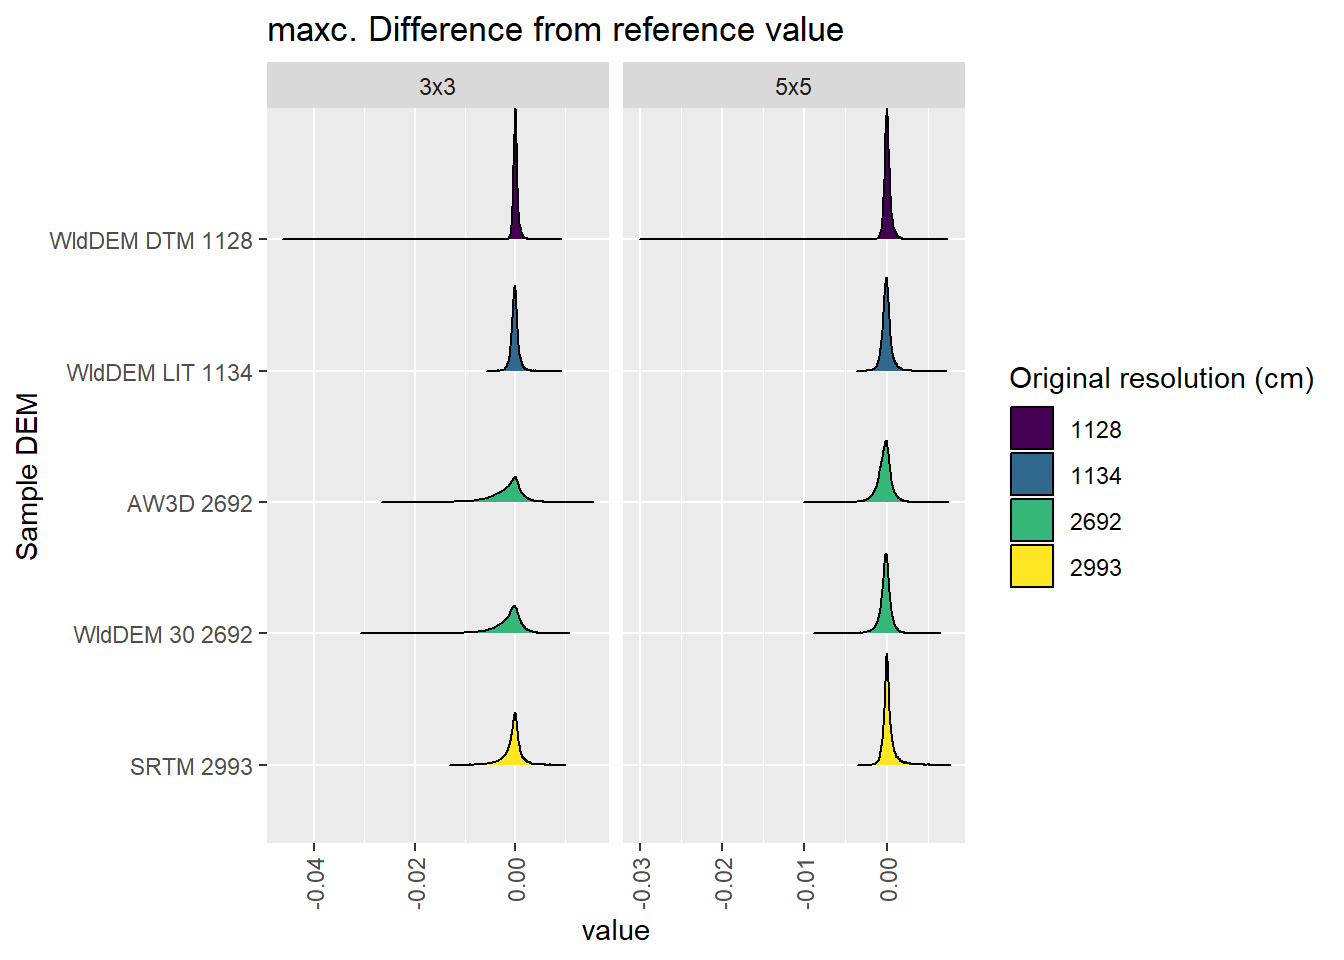 maxc. Difference from reference value
3x3
5x5
Sample DEM
WldDEM DTM 1128
WldDEM LIT 1134
AW3D 2692
WldDEM 30 2692
SRTM 2993
-0.04
-0.02
0.00
-0.03
-0.02
-0.01
0.00
value
Original resolution (cm)
1128
1134
2692
2993